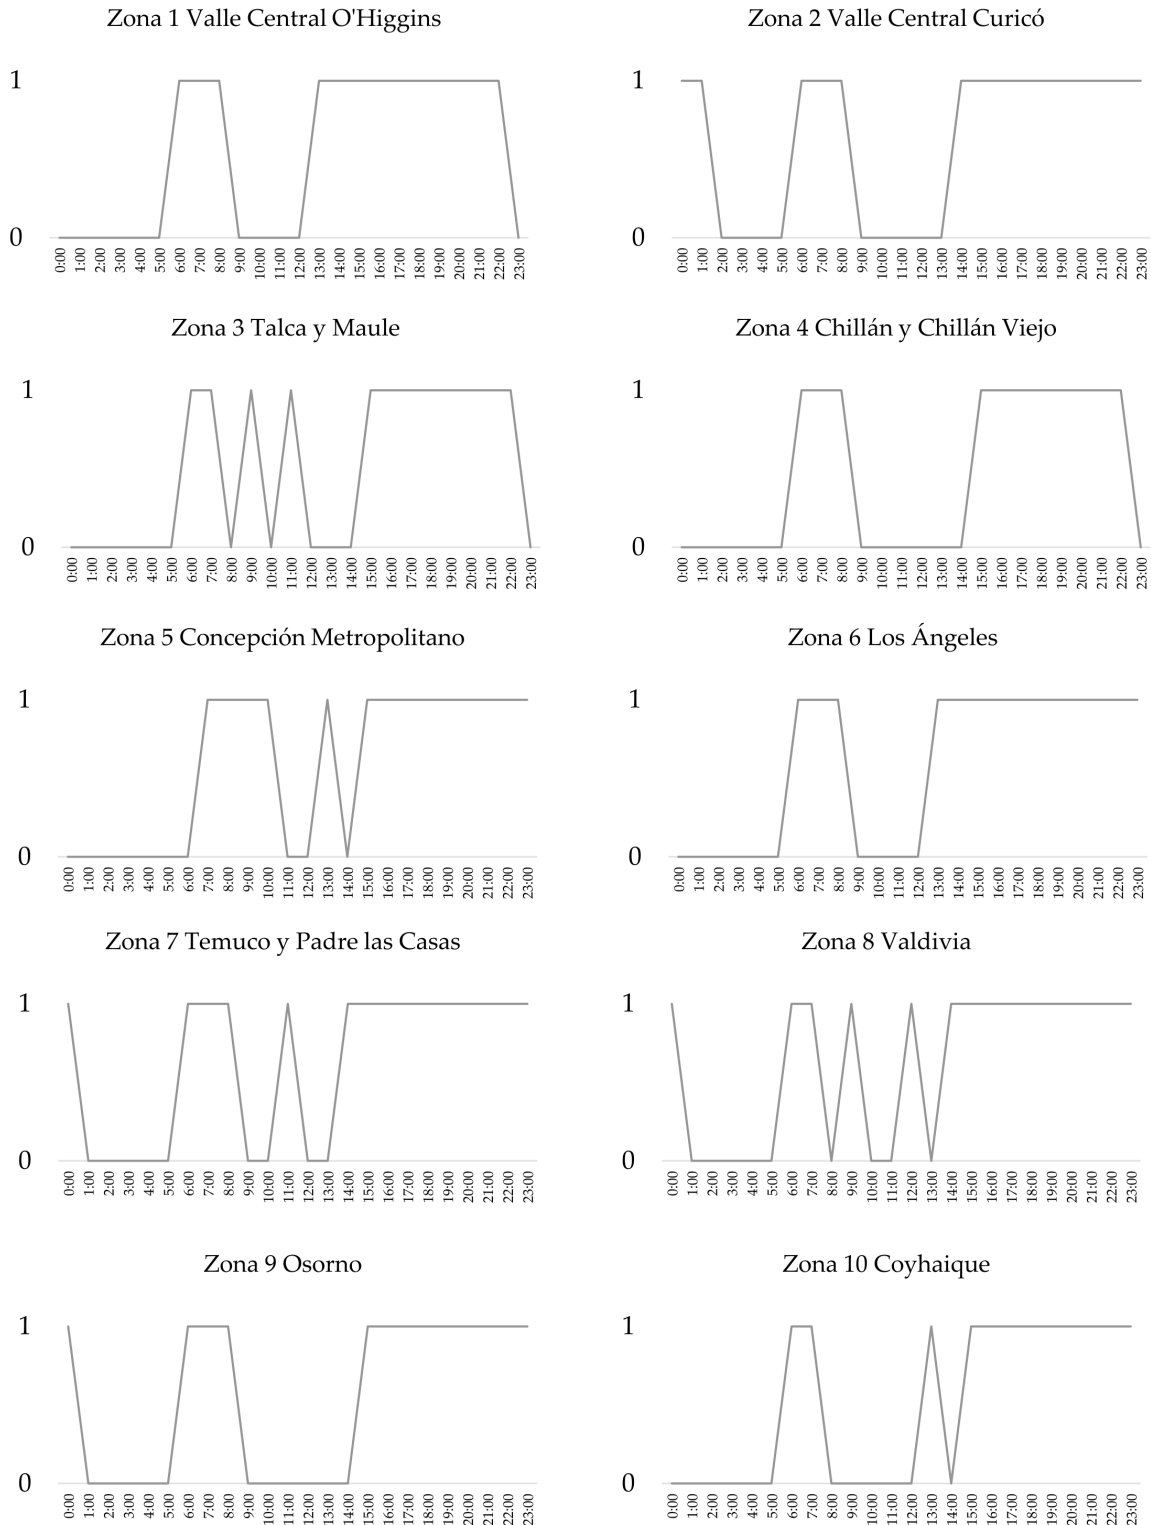 Zona 1 Valle Central O'Higgins
1
0
0:00 1:00 2:00 3:00 4:00 5:00 6:00 7:00 8:00 9:00 10:00 11:00 12:00 13:00 14:00 15:00 16:00 17:00 18:00 19:00 20:00 21:00 22:00 23:00
Zona 2 Valle Central Curicó
1
0
0:00 1:00 2:00 3:00 4:00 5:00 6:00 7:00 8:00 9:00 10:00 11:00 12:00 13:00 14:00 15:00 16:00 17:00 18:00 19:00 20:00 21:00 22:00 23:00
Zona 3 Talca y Maule
1
0
0:00 1:00 2:00 3:00 4:00 5:00 6:00 7:00 8:00 9:00 10:00 11:00 12:00 13:00 14:00 15:00 16:00 17:00 18:00 19:00 20:00 21:00 22:00 23:00
Zona 4 Chillán y Chillán Viejo
1
0
0:00 1:00 2:00 3:00 4:00 5:00 6:00 7:00 8:00 9:00 10:00 11:00 12:00 13:00 14:00 15:00 16:00 17:00 18:00 19:00 20:00 21:00 22:00 23:00
Zona 5 Concepción Metropolitano
1
0
0:00 1:00 2:00 3:00 4:00 5:00 6:00 7:00 8:00 9:00 10:00 11:00 12:00 13:00 14:00 15:00 16:00 17:00 18:00 19:00 20:00 21:00 22:00 23:00
Zona 6 Los Ángeles
1
0
0:00 1:00 2:00 3:00 4:00 5:00 6:00 7:00 8:00 9:00 10:00 11:00 12:00 13:00 14:00 15:00 16:00 17:00 18:00 19:00 20:00 21:00 22:00 23:00
Zona 7 Temuco y Padre las Casas
1
0
0:00 1:00 2:00 3:00 4:00 5:00 6:00 7:00 8:00 9:00 10:00 11:00 12:00 13:00 14:00 15:00 16:00 17:00 18:00 19:00 20:00 21:00 22:00 23:00
Zona 8 Valdivia
1
0
0:00 1:00 2:00 3:00 4:00 5:00 6:00 7:00 8:00 9:00 10:00 11:00 12:00 13:00 14:00 15:00 16:00 17:00 18:00 19:00 20:00 21:00 22:00 23:00
Zona 9 Osorno
1
0
0:00 1:00 2:00 3:00 4:00 5:00 6:00 7:00 8:00 9:00 10:00 11:00 12:00 13:00 14:00 15:00 16:00 17:00 18:00 19:00 20:00 21:00 22:00 23:00
Zona 10 Coyhaique
1
0
0:00 1:00 2:00 3:00 4:00 5:00 6:00 7:00 8:00 9:00 10:00 11:00 12:00 13:00 14:00 15:00 16:00 17:00 18:00 19:00 20:00 21:00 22:00 23:00